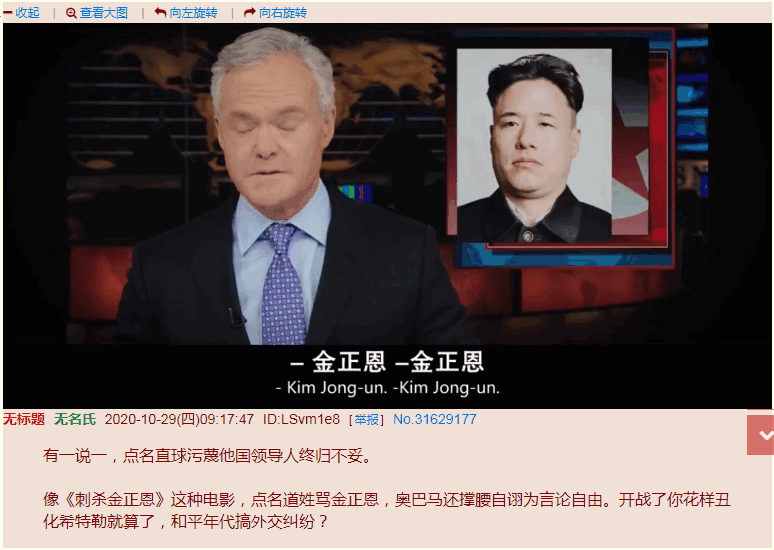 收起 | 查看大图 | 向左旋转 | 向右旋转
– 金正恩 –金正恩
- Kim Jong-un. -Kim Jong-un.
无标题 无名氏 2020-10-29(四)09:17:47 ID:LSvm1e8 [举报] No.31629177
有一说一，点名直球污蔑他国领导人终归不妥。
像《刺杀金正恩》这种电影，点名道姓骂金正恩，奥巴马还撑腰自诩为言论自由。开战了你花样丑
化希特勒就算了，和平年代搞外交纠纷？